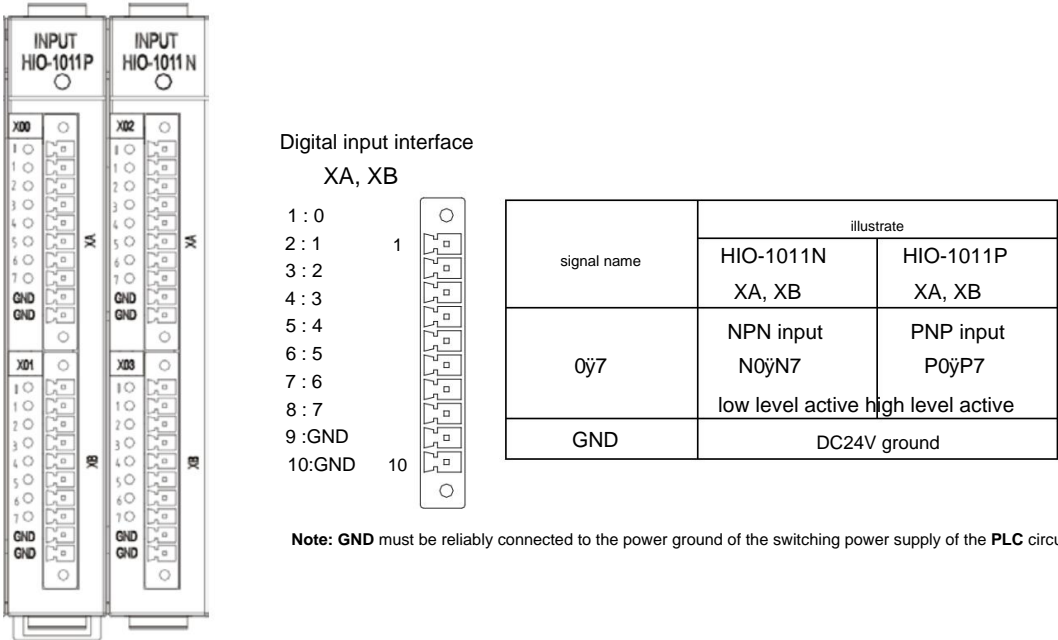 INPUT
HIO-1011P
INPUT
HIO-1011N
X00
0
1
2
3
4
5
6
7
GND
GND
XA
X01
0
1
2
3
4
5
6
7
GND
GND
XB
X02
0
1
2
3
4
5
6
7
GND
GND
XA
X03
0
1
2
3
4
5
6
7
GND
GND
XB
Digital input interface
XA, XB
1 : 0
2 : 1
3 : 2
4 : 3
5 : 4
6 : 5
7 : 6
8 : 7
9 :GND
10:GND
1
10
signal name
illustrate
HIO-1011N
XA, XB
HIO-1011P
XA, XB
0ÿ7
NPN input
N0ÿN7
low level active
PNP input
P0ÿP7
high level active
GND
DC24V ground
Note: GND must be reliably connected to the power ground of the switching power supply of the PLC circu